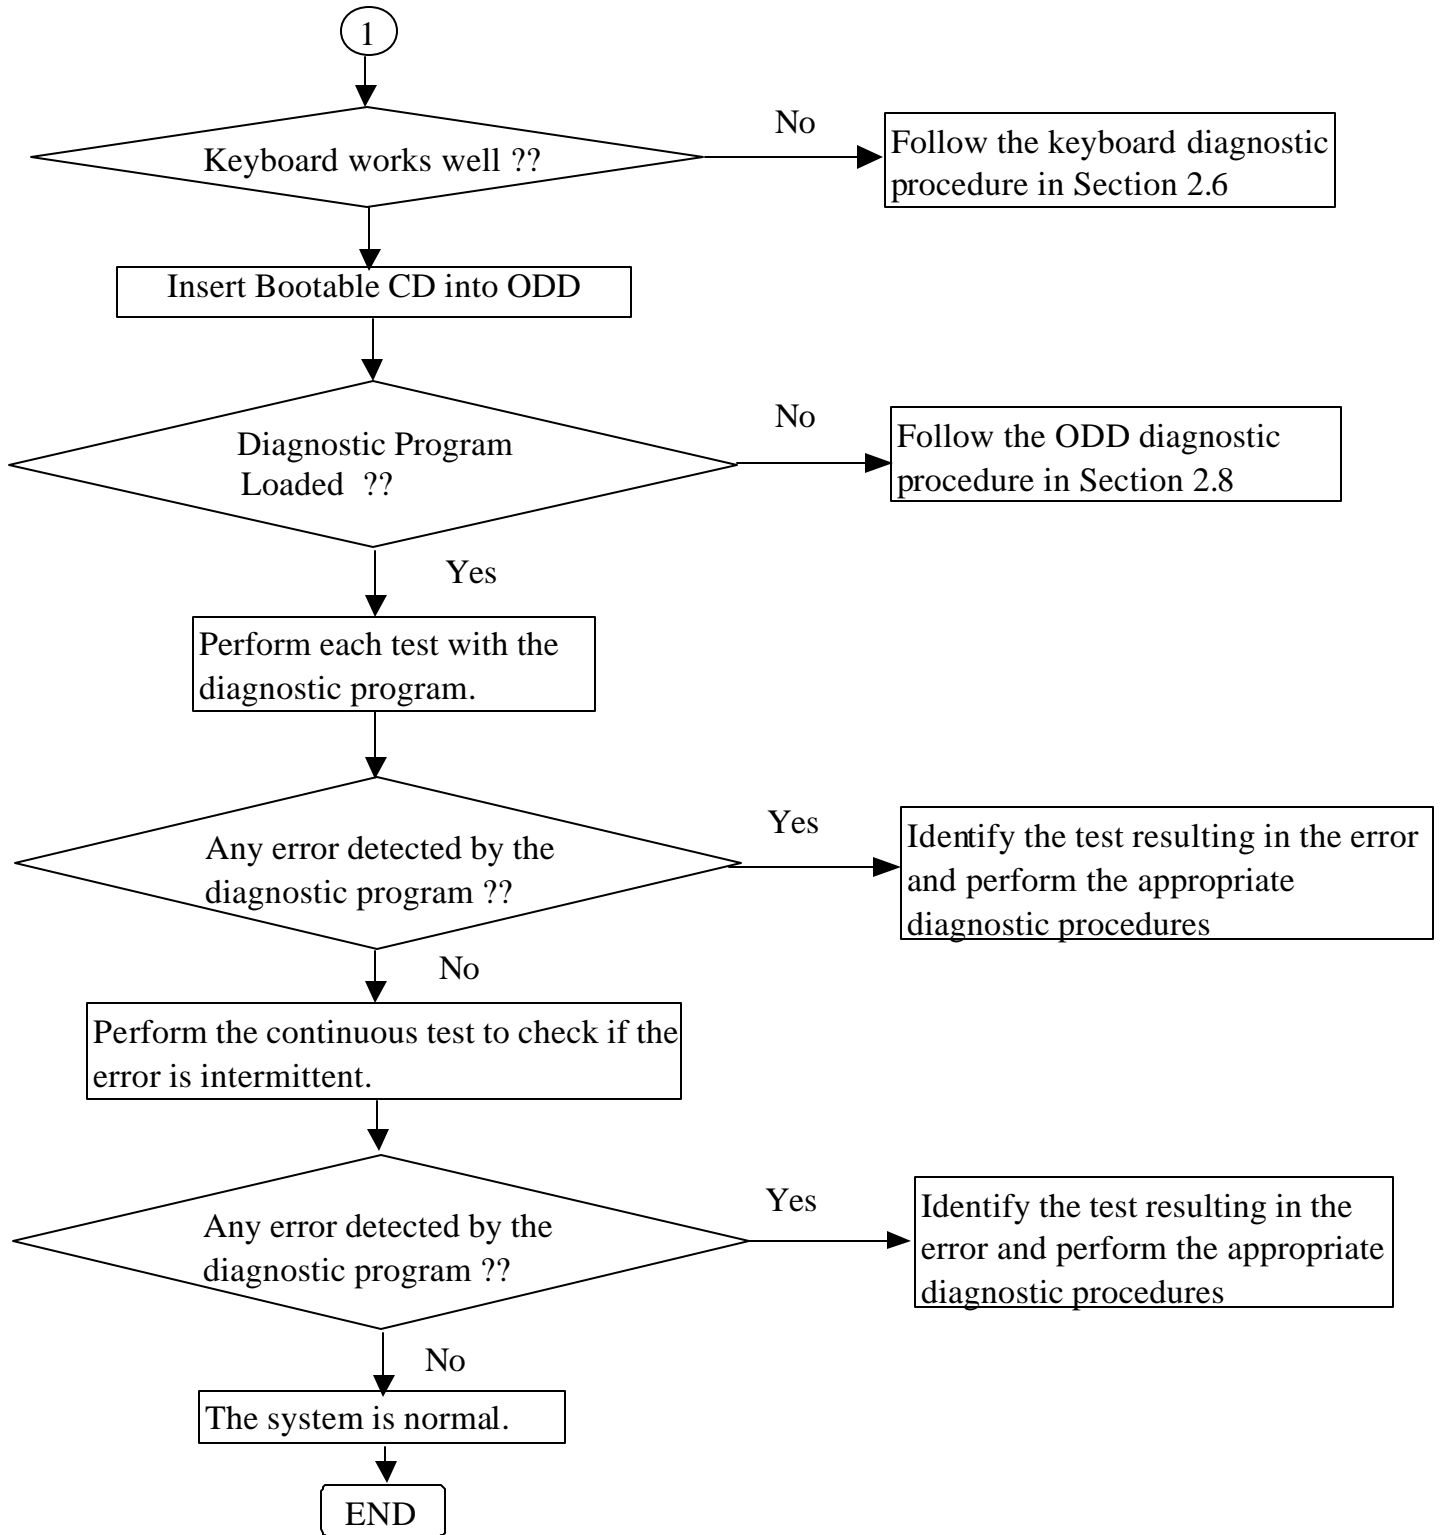 1
Keyboard works well ??
No
Follow the keyboard diagnostic
procedure in Section 2.6
Insert Bootable CD into ODD
Diagnostic Program
Loaded ??
No
Follow the ODD diagnostic
procedure in Section 2.8
Yes
Perform each test with the
diagnostic program.
Any error detected by the
diagnostic program ??
Yes
Identify the test resulting in the error
and perform the appropriate
diagnostic procedures
No
Perform the continuous test to check if the
error is intermittent.
Any error detected by the
diagnostic program ??
Yes
Identify the test resulting in the
error and perform the appropriate
diagnostic procedures
No
The system is normal.
END